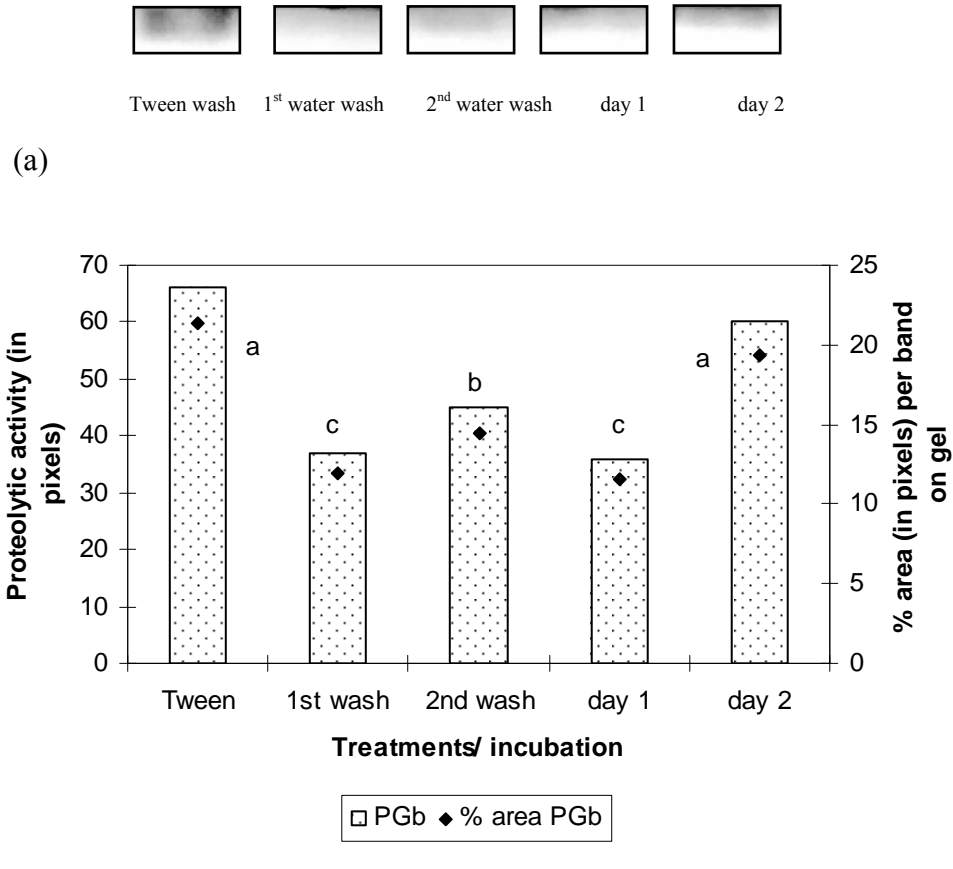 Tween wash 1st water wash 2nd water wash day 1 day 2
(a)
70
60
50
40
30
20
10
0
Proteolytic activity (in
pixels)
25
20
15
10
5
0
% area (in pixels) per band
on gel
a
c
b
c
a
Tween 1st wash 2nd wash day 1 day 2
Treatments/ incubation
PGb % area PGb